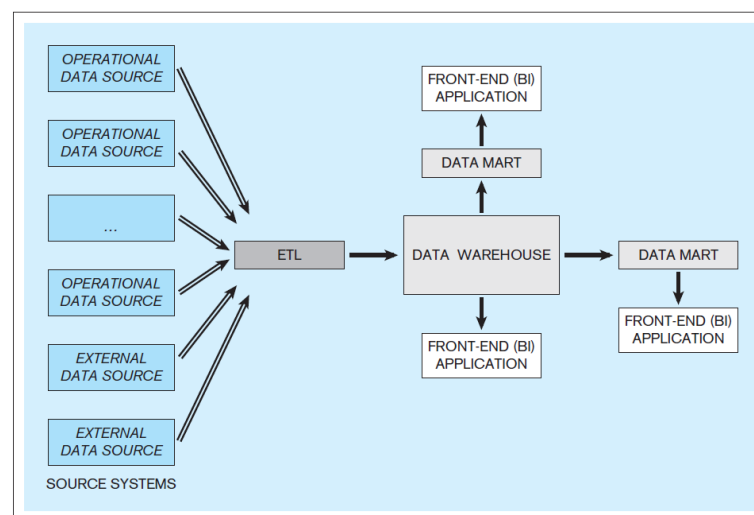 OPERATIONAL
DATA SOURCE
OPERATIONAL
DATA SOURCE
...
OPERATIONAL
DATA SOURCE
EXTERNAL
DATA SOURCE
EXTERNAL
DATA SOURCE
SOURCE SYSTEMS
ETL
FRONT-END (BI)
APPLICATION
DATA MART
DATA WAREHOUSE
FRONT-END (BI)
APPLICATION
DATA MART
FRONT-END (BI)
APPLICATION